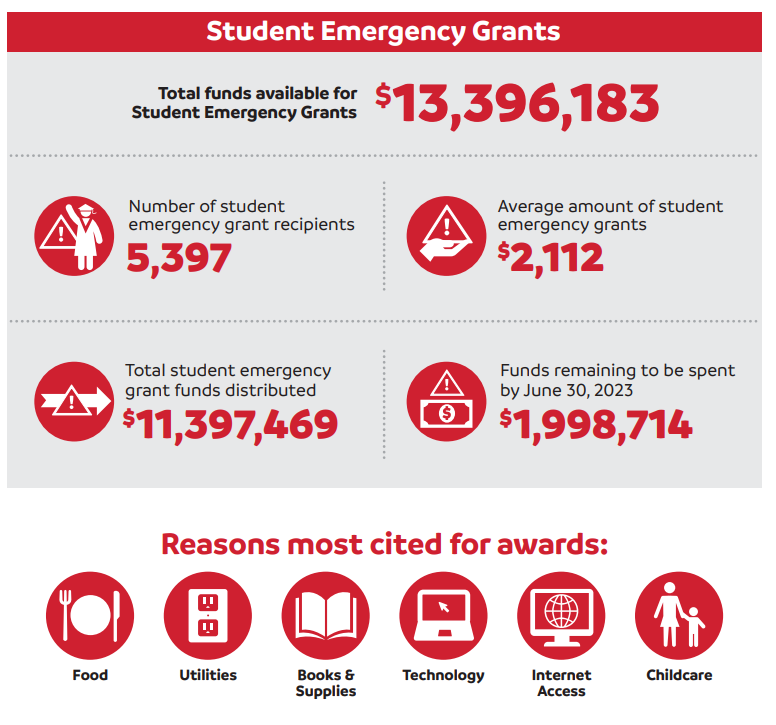 Student Emergency Grants
Total funds available for
Student Emergency Grants
$13,396,183
Number of student
emergency grant recipients
5,397
Average amount of student
emergency grants
$2,112
Total student emergency
grant funds distributed
$11,397,469
Funds remaining to be spent
by June 30, 2023
$1,998,714
Reasons most cited for awards:
Food
Utilities
Books &
Supplies
Technology
Internet
Access
Childcare